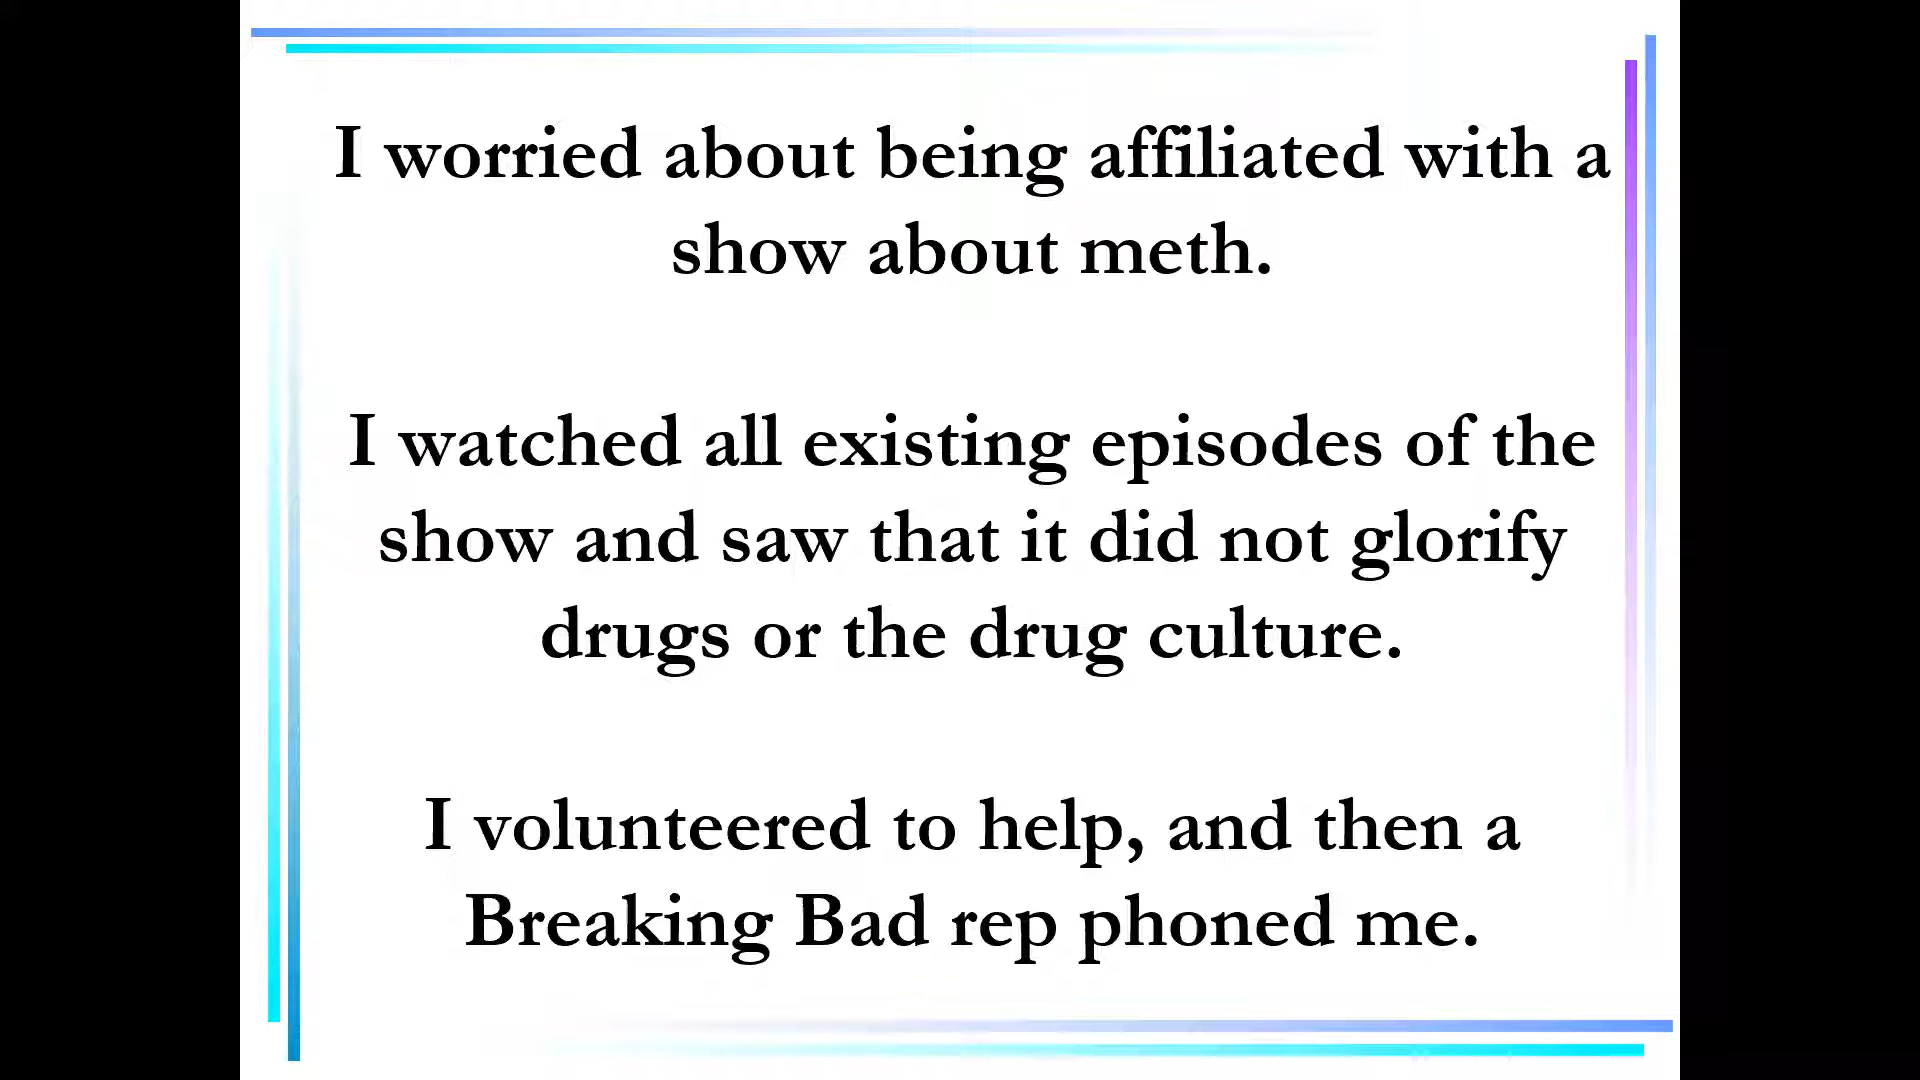 I worried about being affiliated with a
show about meth.
I watched all existing episodes of the
show and saw that it did not glorify
drugs or the drug culture.
I volunteered to help, and then a
Breaking Bad rep phoned me.